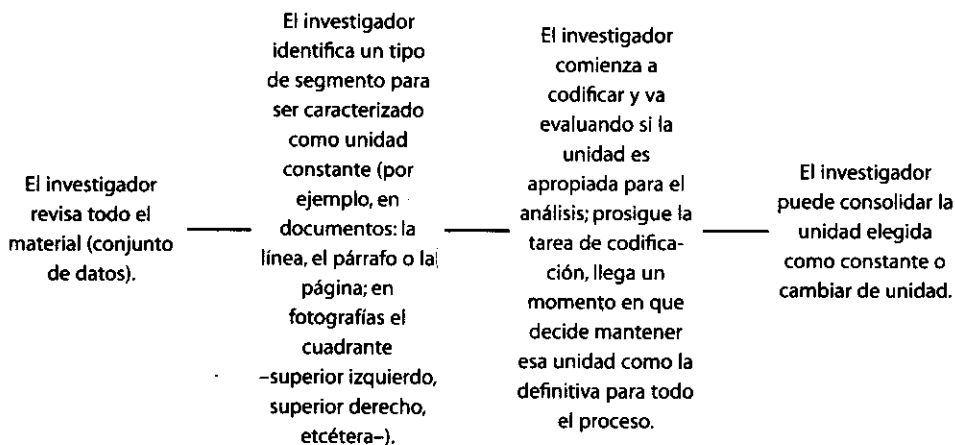 El investigador
revisa todo el
material (conjunto
de datos).
El investigador
identifica un tipo
de segmento para
ser caracterizado
como unidad
constante (por
ejemplo, en
documentos: la
línea, el párrafo o la
página; en
fotografías el
cuadrante
–superior izquierdo,
superior derecho,
etcétera–).
El investigador
comienza a
codificar y va
evaluando si la
unidad es
apropiada para el
análisis; prosigue la
tarea de codifica-
ción, llega un
momento en que
decide mantener
esa unidad como la
definitiva para todo
el proceso.
El investigador
puede consolidar la
unidad elegida
como constante o
cambiar de unidad.